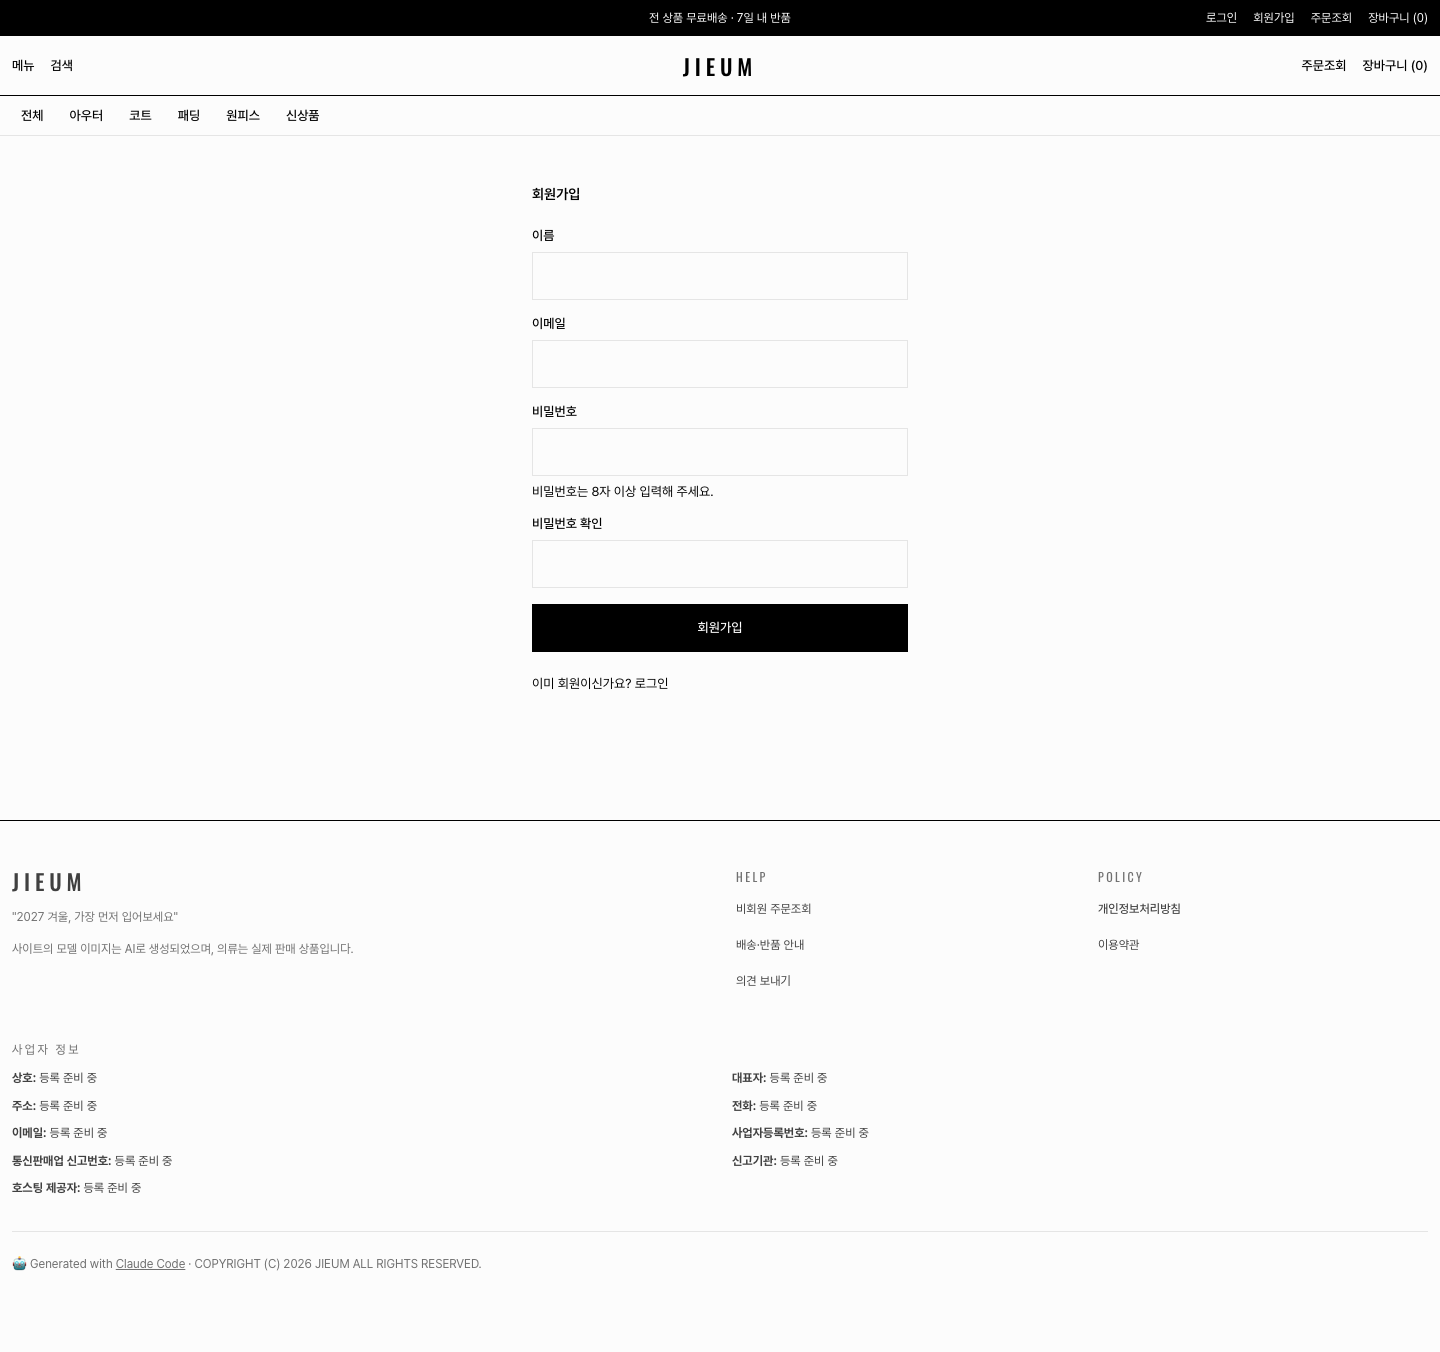 전 상품 무료배송 · 7일 내 반품
로그인 회원가입 주문조회 장바구니 (0)
메뉴 검색
JIEUM
주문조회 장바구니 (0)
전체 아우터 코트 패딩 원피스 신상품
회원가입
이름
이메일
비밀번호
비밀번호는 8자 이상 입력해 주세요.
비밀번호 확인
회원가입
이미 회원이신가요? 로그인
JIEUM
"2027 겨울, 가장 먼저 입어보세요"
사이트의 모델 이미지는 AI로 생성되었으며, 의류는 실제 판매 상품입니다.
HELP
비회원 주문조회
배송·반품 안내
의견 보내기
POLICY
개인정보처리방침
이용약관
사업자 정보
상호: 등록 준비 중
대표자: 등록 준비 중
주소: 등록 준비 중
전화: 등록 준비 중
이메일: 등록 준비 중
사업자등록번호: 등록 준비 중
통신판매업 신고번호: 등록 준비 중
신고기관: 등록 준비 중
호스팅 제공자: 등록 준비 중
🤖 Generated with Claude Code · COPYRIGHT (C) 2026 JIEUM ALL RIGHTS RESERVED.